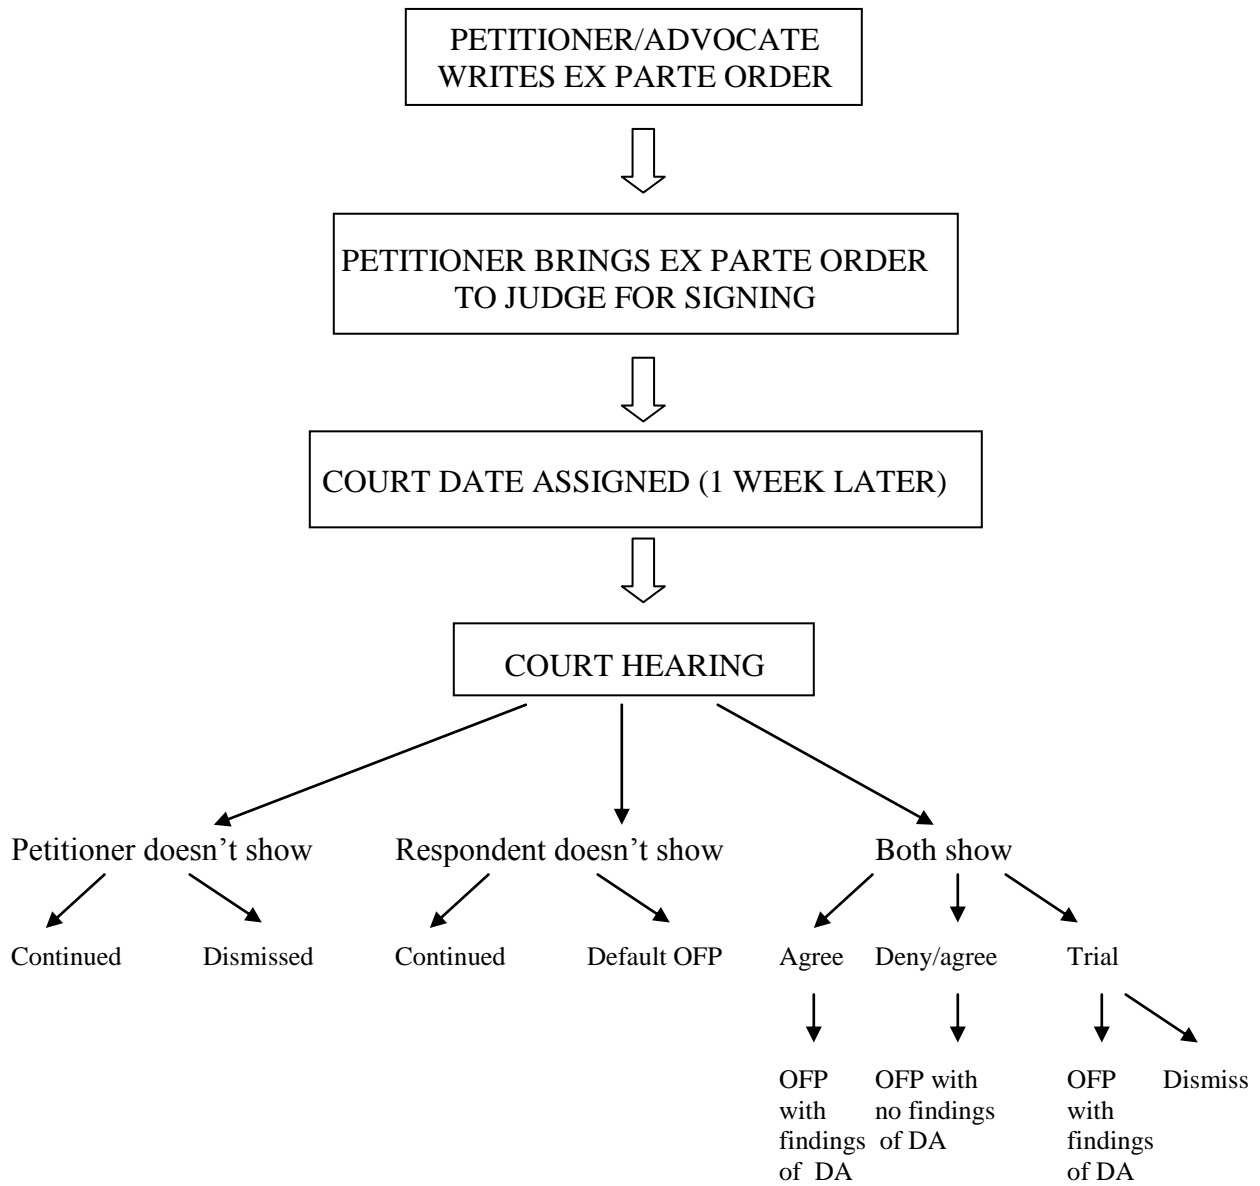 PETITIONER/ADVOCATE
WRITES EX PARTE ORDER
PETITIONER BRINGS EX PARTE ORDER
TO JUDGE FOR SIGNING
COURT DATE ASSIGNED (1 WEEK LATER)
COURT HEARING
Petitioner doesn’t show
Respondent doesn’t show
Both show
Continued
Dismissed
Continued
Default OFP
Agree
Deny/agree
Trial
OFP
with
findings
of DA
OFP with
no findings
of DA
OFP
with
findings
of DA
Dismiss